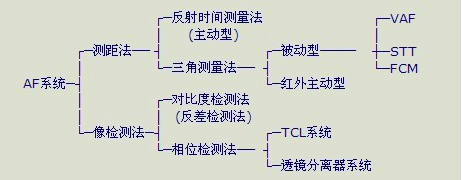 反射时间测量法
(主动型)
测距法
三角测量法
被动型
红外主动型
VAF
STT
FCM
AF系统
像检测法
对比度检测法
(反差检测法)
相位检测法
TCL系统
透镜分离器系统